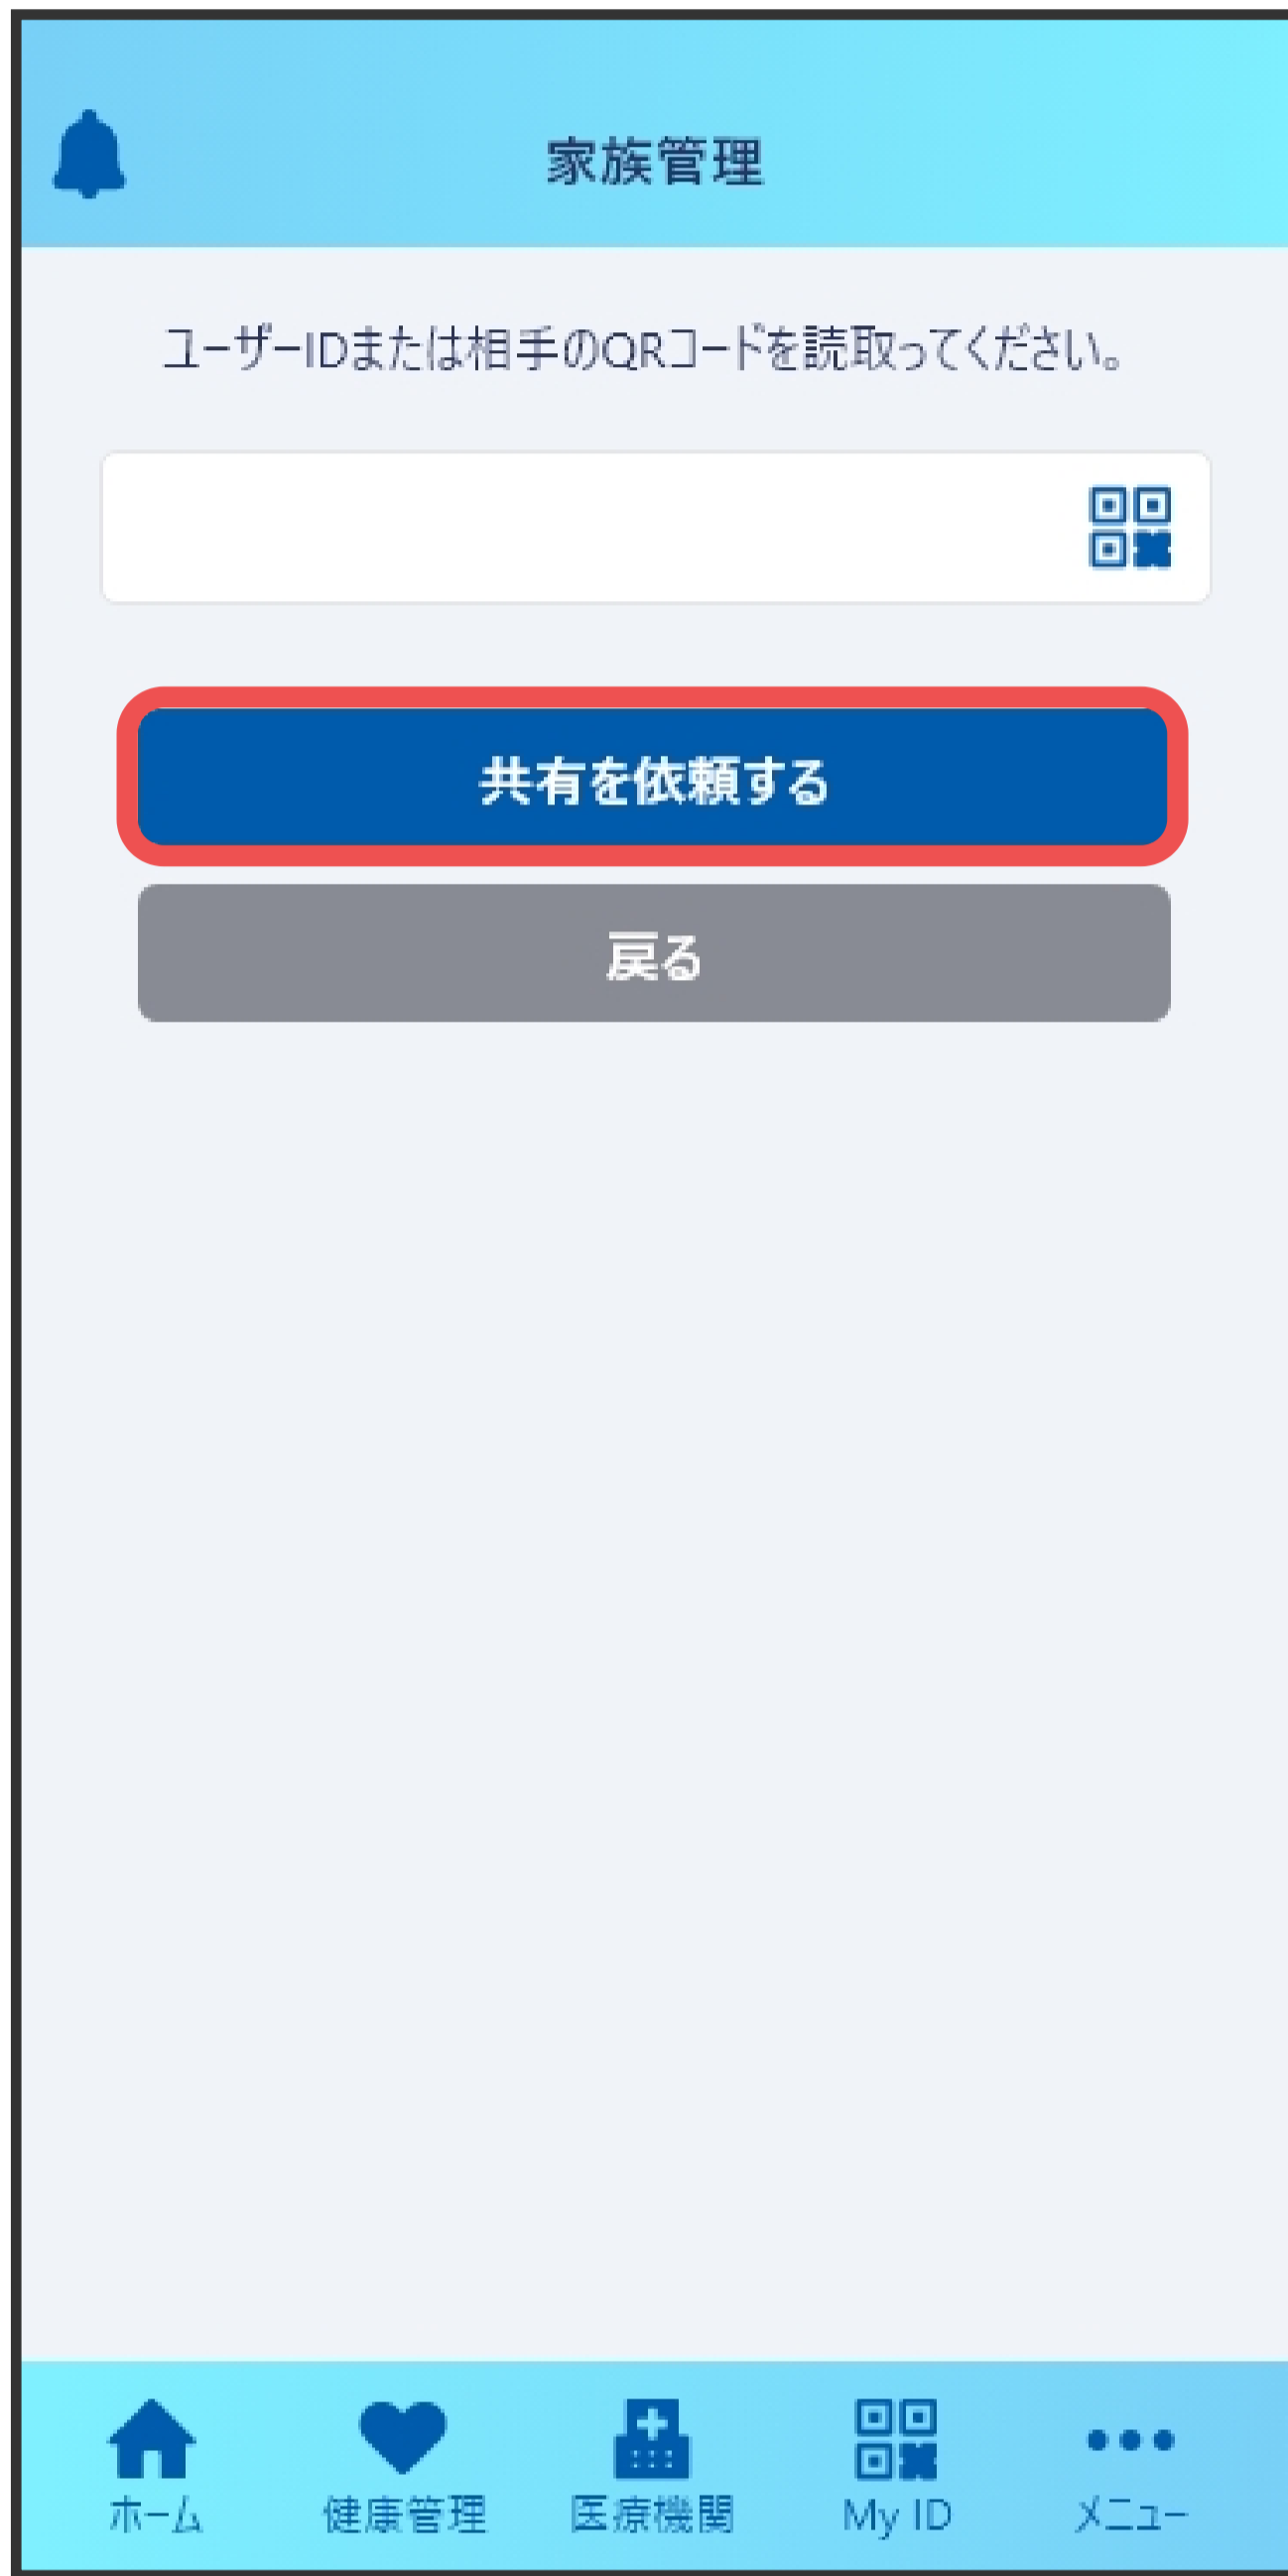 家族管理
ユーザーIDまたは相手のQRコードを読取ってください。
共有を依頼する
戻る
ホーム
健康管理
医療機関
My ID
メニュー